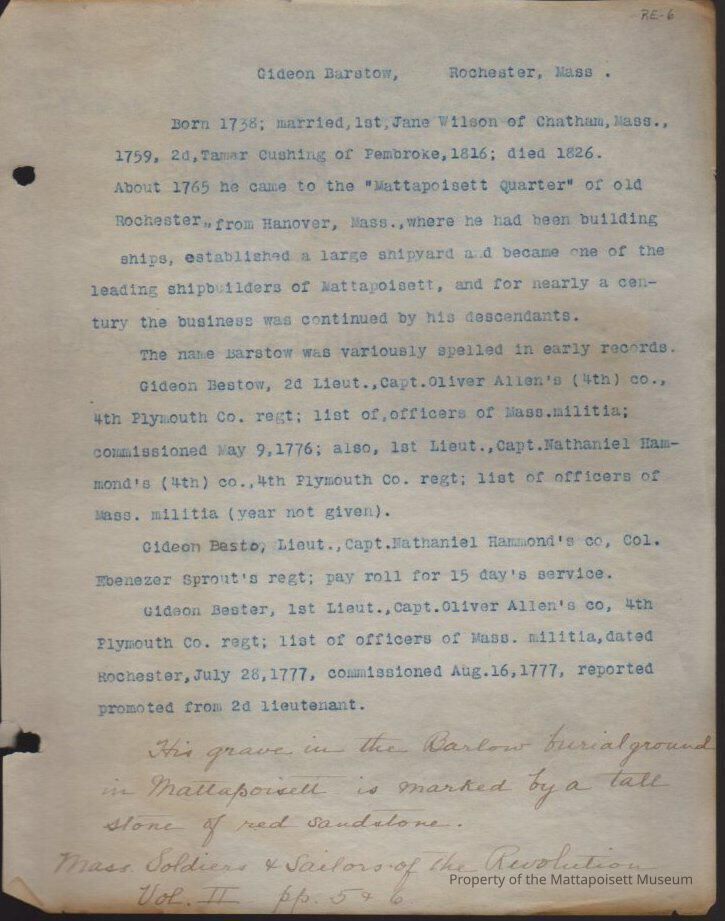 RE-6
Gideon Barstow, Rochester, Mass .
Born 1738; married,1st,Jane Wilson of Chatham,Mass.,
1759, 2d,Tamar Cushing of Pembroke,1816; died 1826.
About 1765 he came to the "Mattapoisett Quarter" of old
Rochester,,from Hanover, Mass.,where he had been building
ships, established a large shipyard and became one of the
leading shipbuilders of Mattapoisett, and for nearly a cen-
tury the business was continued by his descendants.
The name Barstow was variously spelled in early records.
Gideon Bestow, 2d Lieut.,Capt.Oliver Allen's (4th) co.,
4th Plymouth Co. regt; list of,officers of Mass.militia;
commissioned May 9,1776; also, 1st Lieut.,Capt.Nathaniel Ham-
mond's (4th) co.,4th Plymouth Co. regt; list of officers of
Mass. militia (year not given).
Gideon Basto, Lieut.,Capt.Nathaniel Hammond's co, Col.
Ebenezer Sprout's regt; pay roll for 15 day's service.
Gideon Bester, 1st Lieut.,Capt.Oliver Allen's co, 4th
Plymouth Co. regt; list of officers of Mass. militia,dated
Rochester,July 28,1777, commissioned Aug.16,1777, reported
promoted from 2d lieutenant.
His grave in the Barlow burial ground
in Mattapoisett is marked by a tall
stone of red sandstone.
Mass. Soldiers & Sailors of the Revolution
Vol. II pp. 5 & 6
Property of the Mattapoisett Museum